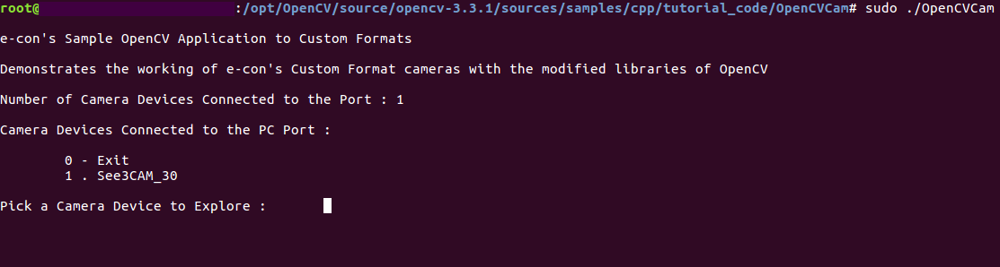 root@ :/opt/OpenCV/source/opencv-3.3.1/sources/samples/cpp/tutorial_code/OpenCVCam# sudo ./OpenCVCam
e-con's Sample OpenCV Application to Custom Formats
Demonstrates the working of e-con's Custom Format cameras with the modified libraries of OpenCV
Number of Camera Devices Connected to the Port : 1
Camera Devices Connected to the PC Port :
0 - Exit
1 . See3CAM_30
Pick a Camera Device to Explore :